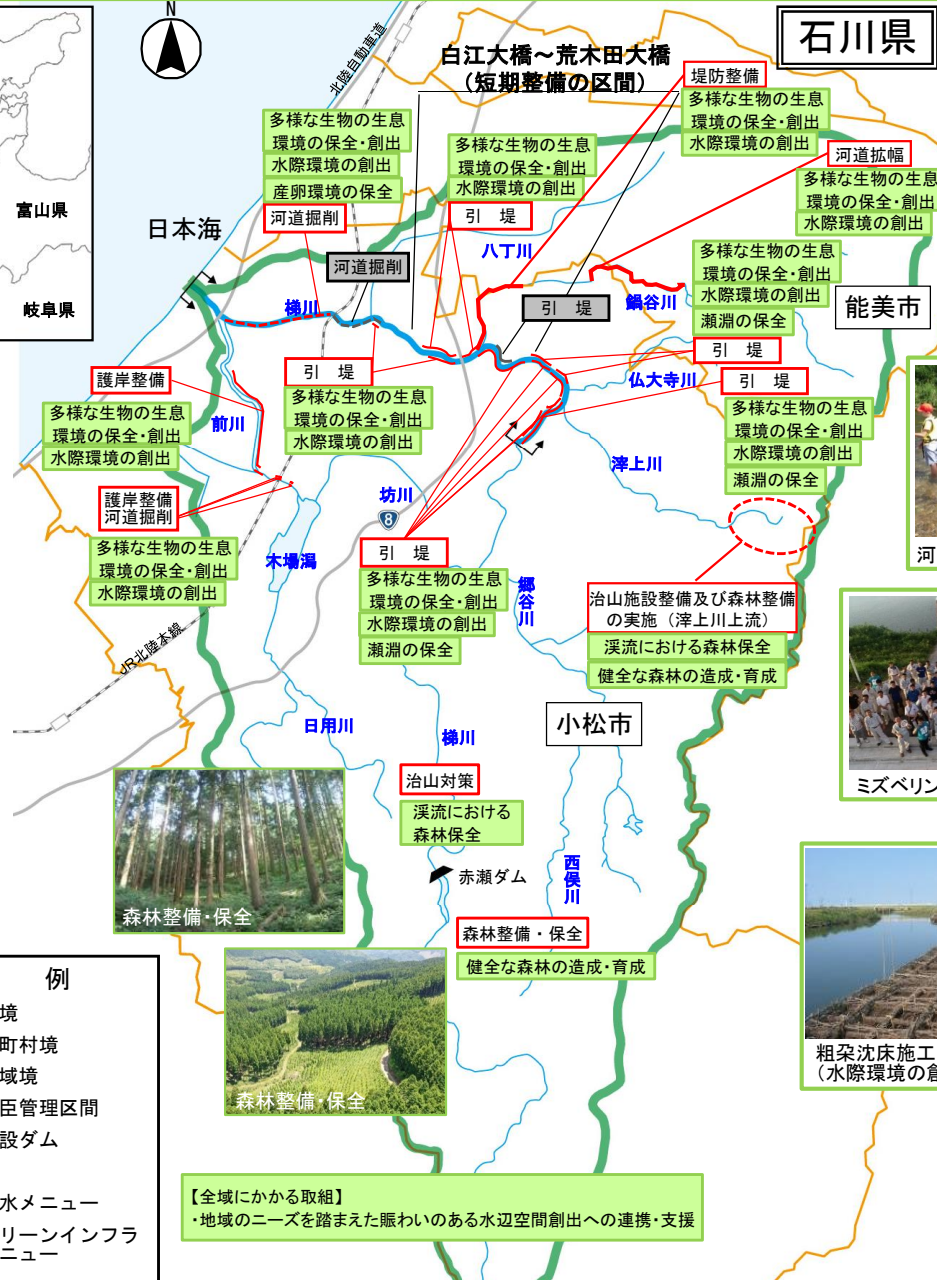 石川県
N
北陸自動車道
白江大橋～荒木田大橋
（短期整備の区間）
富山県
岐阜県
日本海
多様な生物の生息
環境の保全・創出
水際環境の創出
産卵環境の保全
河道掘削
河道掘削
多様な生物の生息
環境の保全・創出
水際環境の創出
引　堤
八丁川
堤防整備
多様な生物の生息
環境の保全・創出
水際環境の創出
河道拡幅
多様な生物の生息
環境の保全・創出
水際環境の創出
多様な生物の生息
環境の保全・創出
水際環境の創出
瀬淵の保全
鍋谷川
能美市
梯川
引　堤
引　堤
仏大寺川
引　堤
多様な生物の生息
環境の保全・創出
水際環境の創出
瀬淵の保全
護岸整備
多様な生物の生息
環境の保全・創出
水際環境の創出
前川
引　堤
多様な生物の生息
環境の保全・創出
水際環境の創出
滓上川
護岸整備
河道掘削
多様な生物の生息
環境の保全・創出
水際環境の創出
坊川
8
木場潟
引　堤
多様な生物の生息
環境の保全・創出
水際環境の創出
瀬淵の保全
郷谷川
治山施設整備及び森林整備
の実施（滓上川上流）
渓流における森林保全
健全な森林の造成・育成
JR北陸本線
日用川
梯川
小松市
治山対策
渓流における
森林保全
赤瀬ダム
西俣川
森林整備・保全
健全な森林の造成・育成
森林整備・保全
森林整備・保全
河
ミズベリン
粗朶沈床施工
（水際環境の創
例
境
町村境
域境
臣管理区間
設ダム
水メニュー
リーンインフラ
ニュー
【全域にかかる取組】
・地域のニーズを踏まえた賑わいのある水辺空間創出への連携・支援